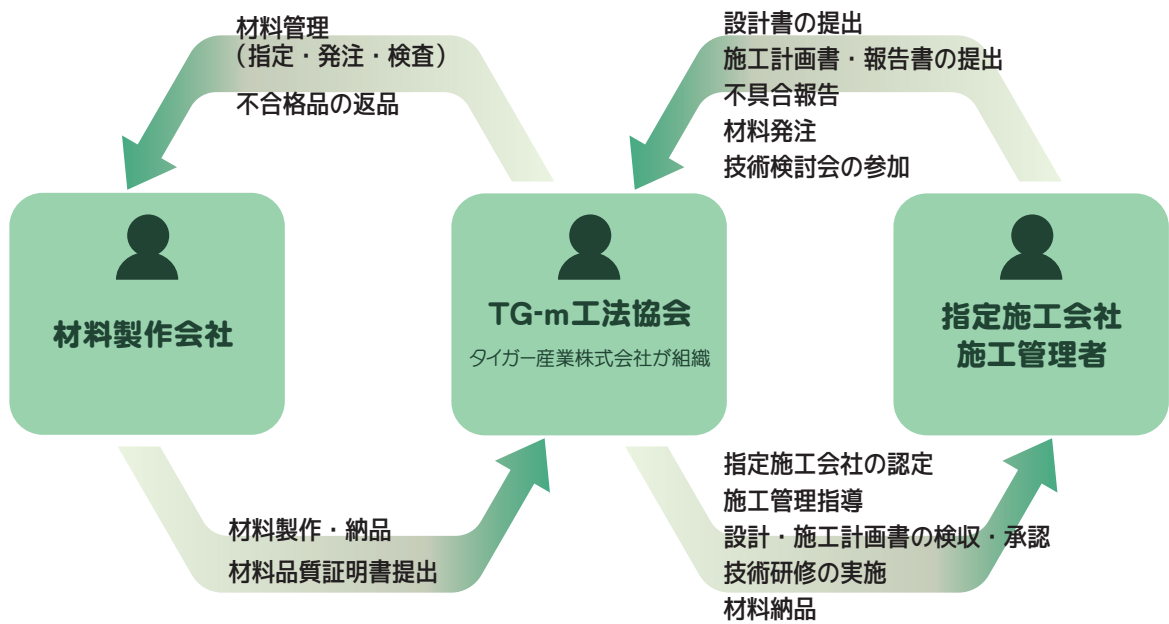 材料管理
（指定・発注・検査）
不合格品の返品
設計書の提出
施工計画書・報告書の提出
不具合報告
材料発注
技術検討会の参加
材料製作会社
TG-m工法協会
タイガー産業株式会社が組織
指定施工会社
施工管理者
材料製作・納品
材料品質証明書提出
指定施工会社の認定
施工管理指導
設計・施工計画書の検収・承認
技術研修の実施
材料納品